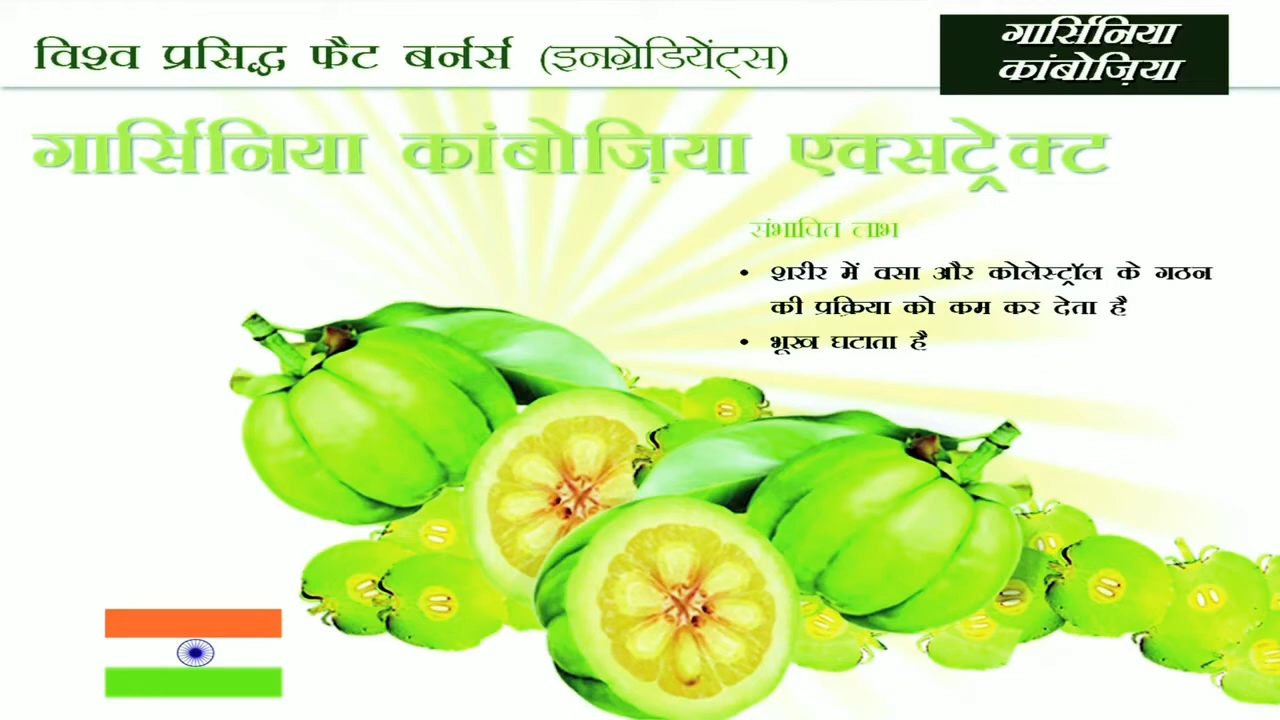 विश्व प्रसिद्ध फैट बर्नर्स (इनग्रेडियेंट्स)
गार्सिनिया
कांबोज़िया
गार्सिनिया कांबोज़िया एक्सट्रेक्ट
संभावित लाभ
• शरीर में वसा और कोलेस्ट्रॉल के गठन
की प्रक्रिया को कम कर देता है
• भूख घटाता है